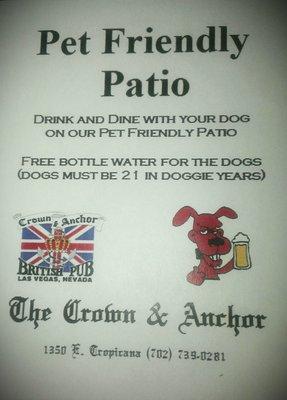 Pet Friendly
Patio
Drink and Dine with your dog
on our Pet Friendly Patio
Free bottle water for the dogs
(dogs must be 21 in doggie years)
Crown & Anchor
BRITISH PUB
LAS VEGAS, NEVADA
The Crown & Anchor
1350 E. Tropicana (702) 739-0281